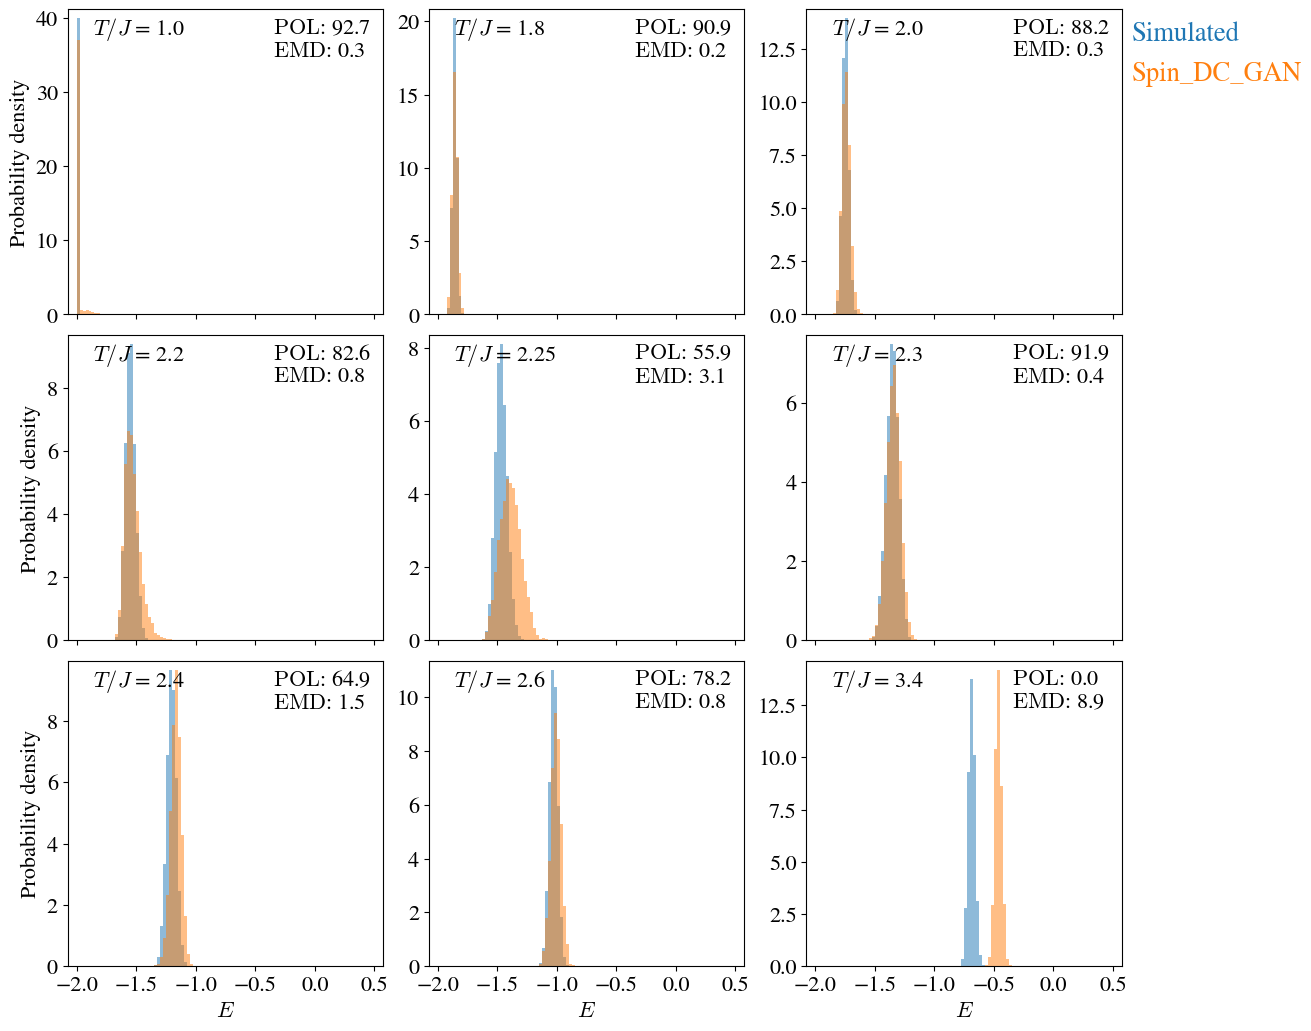 T/J = 1.0
POL: 92.7
EMD: 0.3
T/J = 1.8
POL: 90.9
EMD: 0.2
T/J = 2.0
POL: 88.2
EMD: 0.3
Simulated
Spin_DC_GAN
40
30
20
10
0
Probability density
20
15
10
5
0
12.5
10.0
7.5
5.0
2.5
0.0
T/J = 2.2
POL: 82.6
EMD: 0.8
T/J = 2.25
POL: 55.9
EMD: 3.1
T/J = 2.3
POL: 91.9
EMD: 0.4
8
6
4
2
0
Probability density
8
6
4
2
0
6
4
2
0
T/J = 2.4
POL: 64.9
EMD: 1.5
T/J = 2.6
POL: 78.2
EMD: 0.8
T/J = 3.4
POL: 0.0
EMD: 8.9
8
6
4
2
0
Probability density
10
8
6
4
2
0
12.5
10.0
7.5
5.0
2.5
0.0
−2.0 −1.5 −1.0 −0.5 0.0 0.5
E
−2.0 −1.5 −1.0 −0.5 0.0 0.5
E
−2.0 −1.5 −1.0 −0.5 0.0 0.5
E